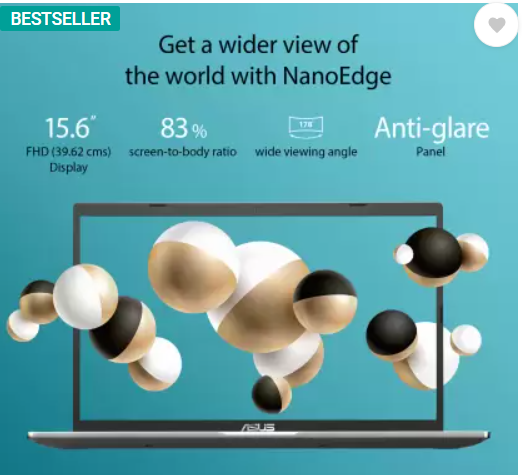 BESTSELLER
Get a wider view of
the world with NanoEdge
15.6″
FHD (39.62 cms)
Display
83 %
screen-to-body ratio
178°
wide viewing angle
Anti-glare
Panel
ASUS